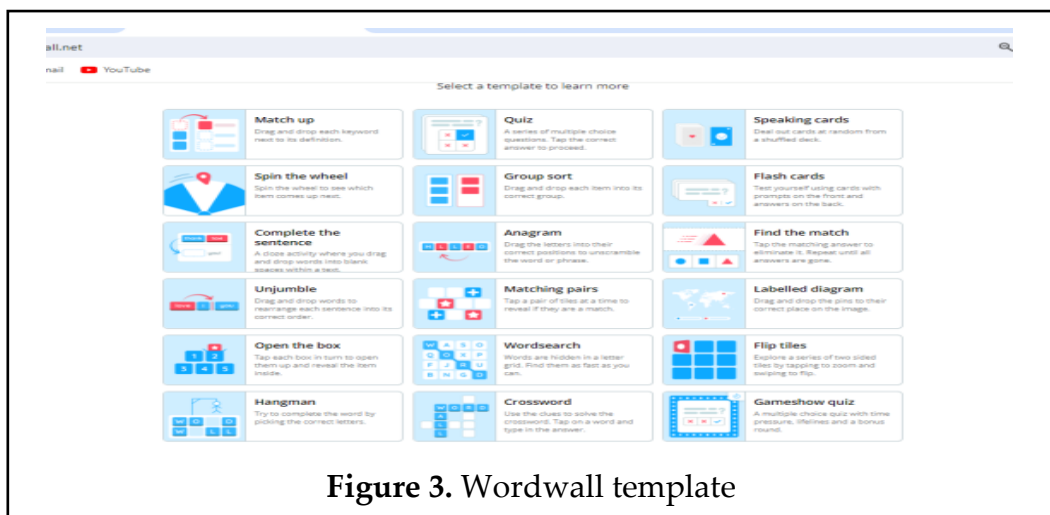 all.net
mail YouTube
Select a template to learn more
Match up
Drag and drop each keyword
next to its definition.
Quiz
A series of multiple choice
questions. Tap the correct
answer to proceed.
Speaking cards
Deal out cards at random from
a shuffled deck.
Spin the wheel
Spin the wheel to see which
item comes up next.
Group sort
Drag and drop each item into its
correct group.
Flash cards
Test yourself using cards with
prompts on the front and
answers on the back.
Complete the
sentence
A cloze activity where you drag
and drop words into blank
spaces within a text.
Anagram
Drag the letters into their
correct positions to unscramble
the word or phrase.
Find the match
Tap the matching answer to
eliminate it. Repeat until all
answers are gone.
Unjumble
Drag and drop words to
rearrange each sentence into its
correct order.
Matching pairs
Tap a pair of tiles at a time to
reveal if they are a match.
Labelled diagram
Drag and drop the pins to their
correct place on the image.
1 2
3 4 5
Open the box
Tap each box in turn to open
them up and reveal the item
inside.
Wordsearch
Words are hidden in a letter
grid. Find them as fast as you
can.
Flip tiles
Explore a series of two sided
tiles by tapping to zoom and
swiping to flip.
W O D
W L L
Hangman
Try to complete the word by
picking the correct letters.
Crossword
Use the clues to solve the
crossword. Tap on a word and
type in the answer.
Gameshow quiz
A multiple choice quiz with time
pressure, lifelines and a bonus
round.
Figure 3. Wordwall template